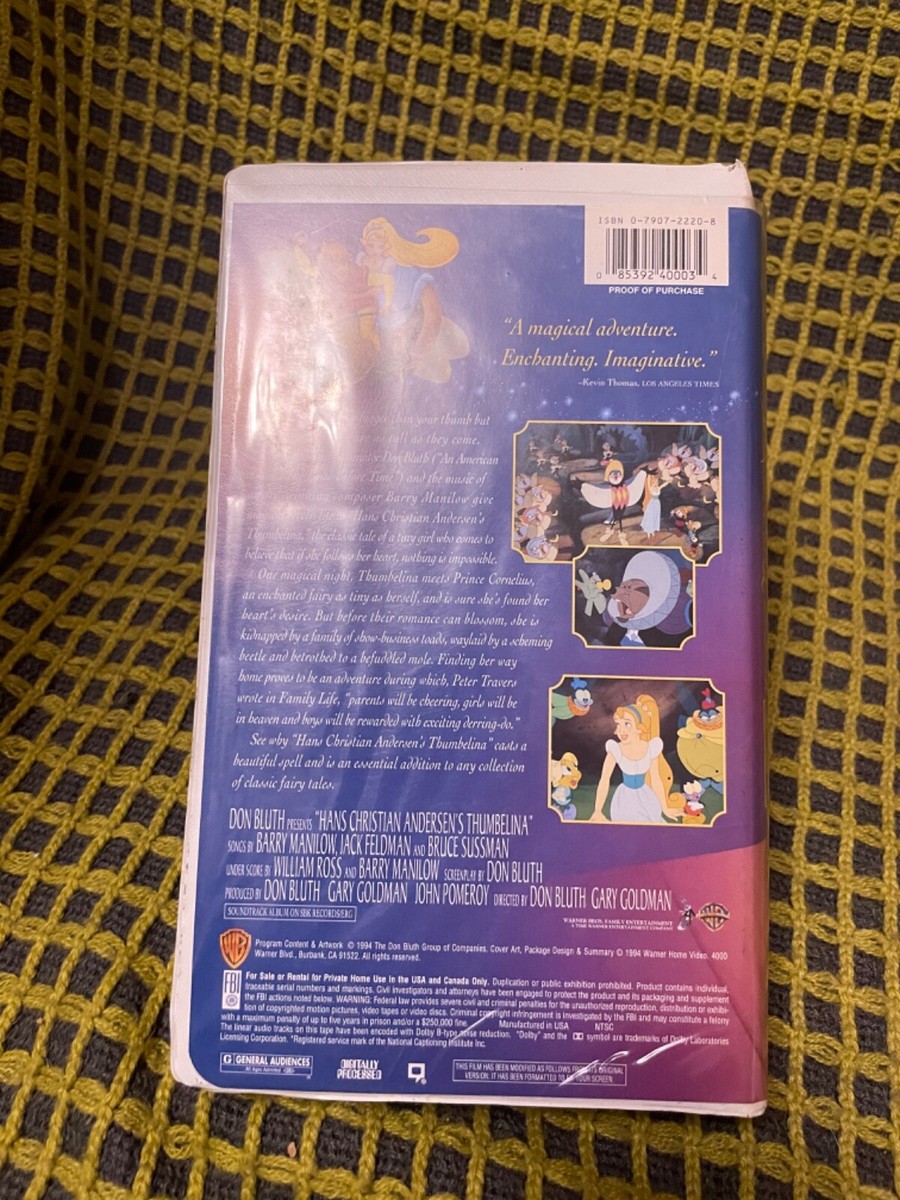 ISBN 0-7907-2220-8
0 85392 40003 4
PROOF OF PURCHASE
"A magical adventure.
Enchanting. Imaginative."
–Kevin Thomas, LOS ANGELES TIMES
than your thumb but
as tall as they come.
Don Bluth ("An American
Time") and the music of
composer Barry Manilow give
Hans Christian Andersen's
Thumbelina," the classic tale of a tiny girl who comes to
believe that if she follows her heart, nothing is impossible.
One magical night, Thumbelina meets Prince Cornelius,
an enchanted fairy as tiny as herself, and is sure she's found her
heart's desire. But before their romance can blossom, she is
kidnapped by a family of show-business toads, waylaid by a scheming
beetle and betrothed to a befuddled mole. Finding her way
home proves to be an adventure during which, Peter Travers
wrote in Family Life, "parents will be cheering, girls will be
in heaven and boys will be rewarded with exciting derring-do."
See why "Hans Christian Andersen's Thumbelina" casts a
beautiful spell and is an essential addition to any collection
of classic fairy tales.
DON BLUTH PRESENTS "HANS CHRISTIAN ANDERSEN'S THUMBELINA"
SONGS BY BARRY MANILOW, JACK FELDMAN AND BRUCE SUSSMAN
UNDER SCORE BY WILLIAM ROSS AND BARRY MANILOW SCREENPLAY BY DON BLUTH
PRODUCED BY DON BLUTH GARY GOLDMAN JOHN POMEROY DIRECTED BY DON BLUTH GARY GOLDMAN
SOUNDTRACK ALBUM ON SBK RECORDS/ERG
WARNER BROS. FAMILY ENTERTAINMENT
A TIME WARNER ENTERTAINMENT COMPANY
Program Content & Artwork © 1994 The Don Bluth Group of Companies. Cover Art, Package Design & Summary © 1994 Warner Home Video, 4000
Warner Blvd., Burbank, CA 91522. All rights reserved.
FBI
For Sale or Rental for Private Home Use in the USA and Canada Only. Duplication or public exhibition prohibited. Product contains individual,
traceable serial numbers and markings. Civil investigators and attorneys have been engaged to protect the product and its packaging and supplement
the FBI actions noted below. WARNING: Federal law provides severe civil and criminal penalties for the unauthorized reproduction, distribution or exhibi-
tion of copyrighted motion pictures, video tapes or video discs. Criminal copyright infringement is investigated by the FBI and may constitute a felony
with a maximum penalty of up to five years in prison and/or a $250,000 fine. Manufactured in USA NTSC
The linear audio tracks on this tape have been encoded with Dolby B-type noise reduction. "Dolby" and the symbol are trademarks of Dolby Laboratories
Licensing Corporation. *Registered service mark of the National Captioning Institute Inc.
G GENERAL AUDIENCES
All Ages Admitted
DIGITALLY
PROCESSED
THIS FILM HAS BEEN MODIFIED AS FOLLOWS FROM ITS ORIGINAL
VERSION: IT HAS BEEN FORMATTED TO FIT YOUR SCREEN